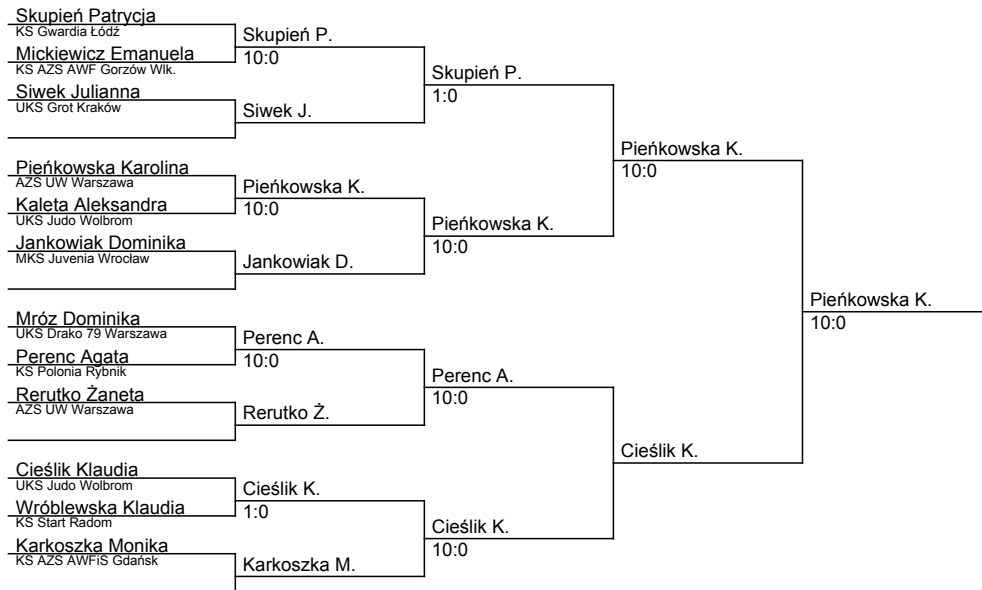 Skupień Patrycja
KS Gwardia Łódź
Mickiewicz Emanuela
KS AZS AWF Gorzów Wlk.
Siwek Julianna
UKS Grot Kraków
Pieńkowska Karolina
AZS UW Warszawa
Kaleta Aleksandra
UKS Judo Wolbrom
Jankowiak Dominika
MKS Juvenia Wrocław
Mróz Dominika
UKS Drako 79 Warszawa
Perenc Agata
KS Polonia Rybnik
Rerutko Żaneta
AZS UW Warszawa
Cieślik Klaudia
UKS Judo Wolbrom
Wróblewska Klaudia
KS Start Radom
Karkoszka Monika
KS AZS AWFiS Gdańsk
Skupień P.
10:0
Siwek J.
Pieńkowska K.
10:0
Jankowiak D.
Perenc A.
10:0
Rerutko Ż.
Cieślik K.
1:0
Karkoszka M.
Skupień P.
1:0
Pieńkowska K.
10:0
Perenc A.
10:0
Cieślik K.
10:0
Pieńkowska K.
10:0
Cieślik K.
Pieńkowska K.
10:0